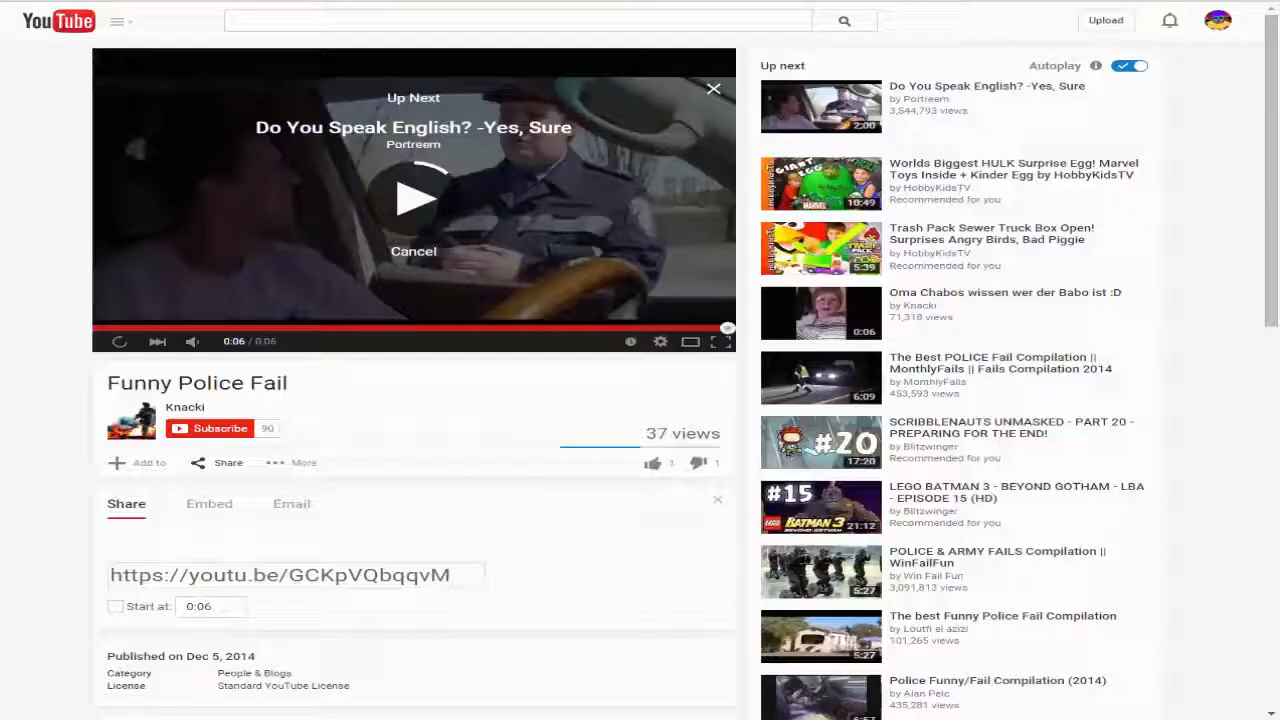 YouTube
Upload
Up Next
Do You Speak English? -Yes, Sure
Portreem
Cancel
0:06 / 0:06
Funny Police Fail
Knacki
Subscribe 90
37 views
Add to Share More 1 1
Share Embed Email
https://youtu.be/GCKpVQbqqvM
Start at: 0:06
Published on Dec 5, 2014
Category People & Blogs
License Standard YouTube License
Up next Autoplay
2:00
Do You Speak English? -Yes, Sure
by Portreem
3,544,793 views
GIANT EGG
MARVEL
10:49
Worlds Biggest HULK Surprise Egg! Marvel
Toys Inside + Kinder Egg by HobbyKidsTV
by HobbyKidsTV
Recommended for you
TRASH PACK
5:39
Trash Pack Sewer Truck Box Open!
Surprises Angry Birds, Bad Piggie
by HobbyKidsTV
Recommended for you
0:06
Oma Chabos wissen wer der Babo ist :D
by Knacki
71,318 views
6:09
The Best POLICE Fail Compilation ||
MonthlyFails || Fails Compilation 2014
by MonthlyFails
453,593 views
#20
17:20
SCRIBBLENAUTS UNMASKED - PART 20 -
PREPARING FOR THE END!
by Blitzwinger
Recommended for you
#15
LEGO BATMAN 3
21:12
LEGO BATMAN 3 - BEYOND GOTHAM - LBA
- EPISODE 15 (HD)
by Blitzwinger
Recommended for you
5:27
POLICE & ARMY FAILS Compilation ||
WinFailFun
by Win Fail Fun
3,091,813 views
5:27
The best Funny Police Fail Compilation
by Loutfi el azizi
101,265 views
Police Funny/Fail Compilation (2014)
by Alan Pelc
435,281 views